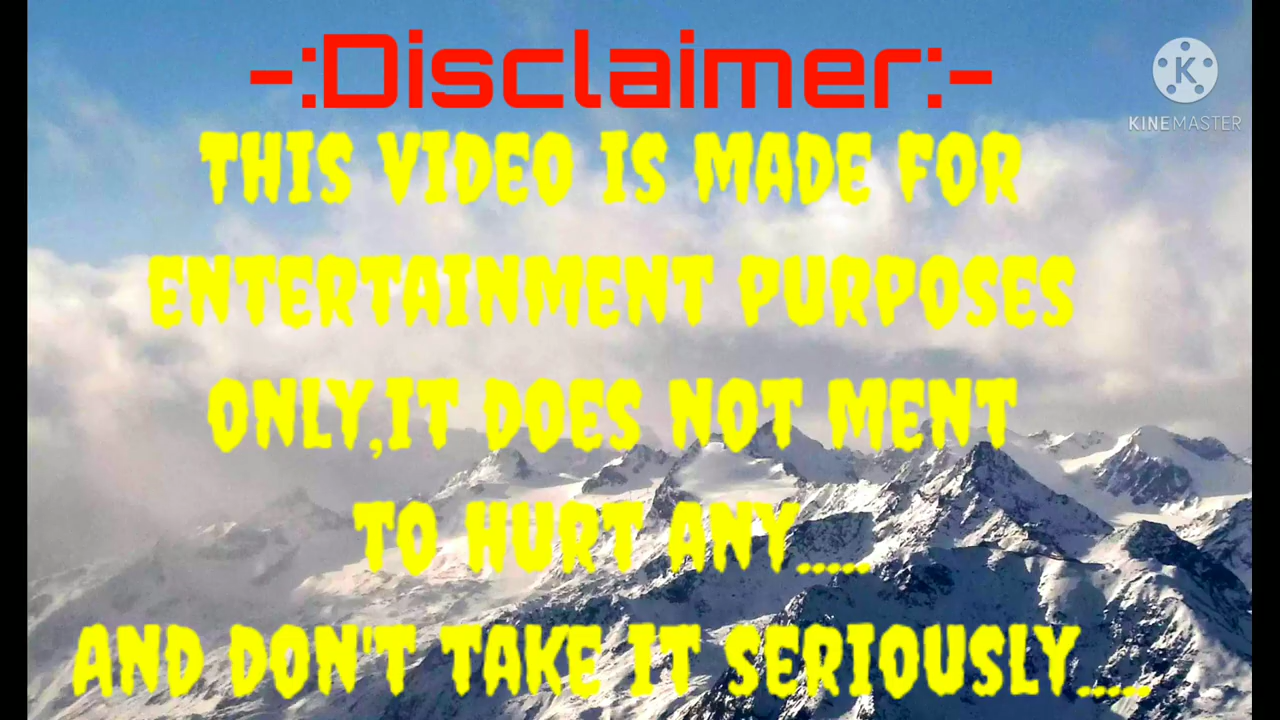 -:Disclaimer:-
KINEMASTER
THIS VIDEO IS MADE FOR
ENTERTAINMENT PURPOSES
ONLY,IT DOES NOT MENT
TO HURT ANY.....
AND DON'T TAKE IT SERIOUSLY.....